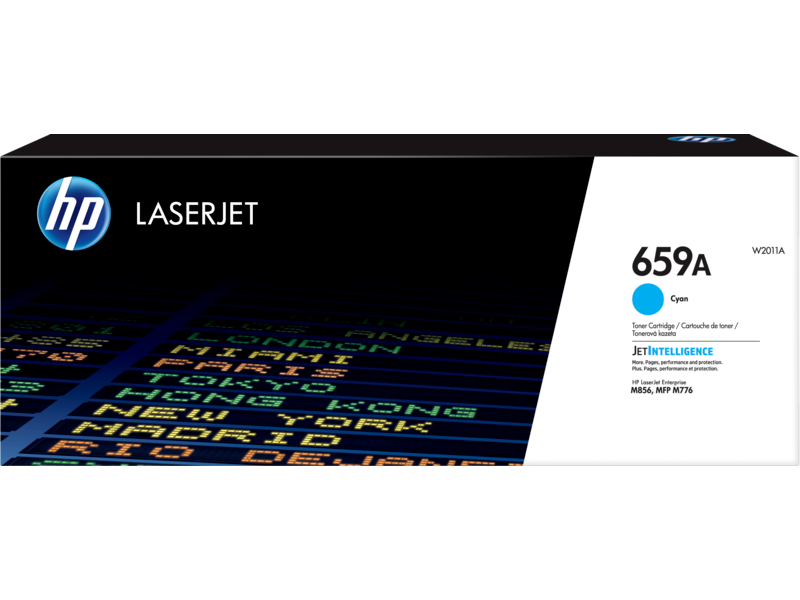 hp
hp
LASERJET
659A
W2011A
Cyan
Toner Cartridge / Cartouche de toner /
Tonerová kazeta
JETINTELLIGENCE
More. Pages, performance and protection.
Plus. Pages, performance et protection.
HP LaserJet Enterprise
M856, MFP M776
LOS ANGELES
LONDON
MIAMI
PARIS
TOKYO
HONG KONG
NEW YORK
MADRID
RIO DEJANE